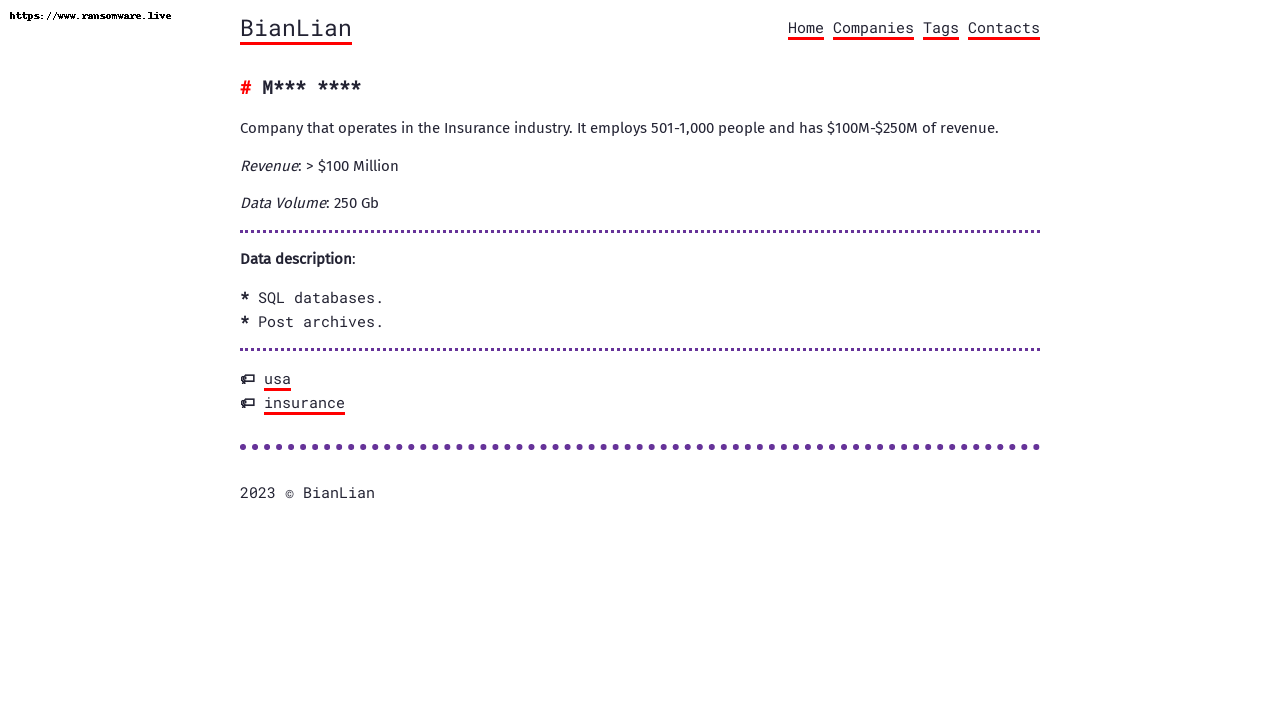 https://www.ransomware.live
BianLian
Home Companies Tags Contacts
# M*** ****
Company that operates in the Insurance industry. It employs 501-1,000 people and has $100M-$250M of revenue.
Revenue: > $100 Million
Data Volume: 250 Gb
Data description:
* SQL databases.
* Post archives.
usa
insurance
2023 © BianLian